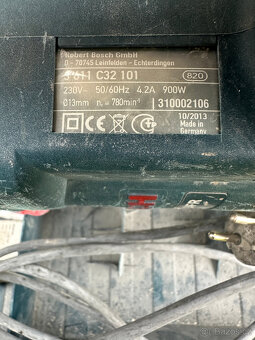 Robert Bosch GmbH
D - 70745 Leinfelden - Echterdingen
3 611 C32 101 820
230V~ 50/60Hz 4.2A 900W
Ø13mm n₀= 780min⁻¹ 310002106
10/2013
Made in
Germany